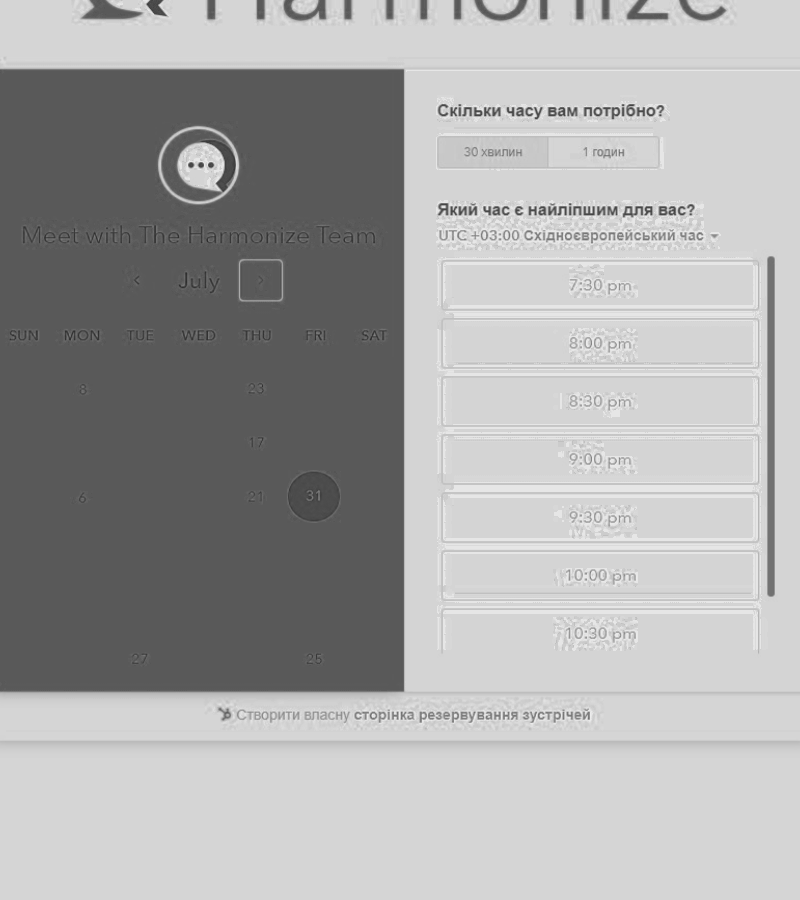 Harmonize
Meet with The Harmonize Team
July
SUN MON TUE WED THU FRI SAT
8 23
17
6 21 31
27 25
Скільки часу вам потрібно?
30 хвилин 1 годин
Який час є найліпшим для вас?
UTC +03:00 Східноєвропейський час
7:30 pm
8:00 pm
8:30 pm
9:00 pm
9:30 pm
10:00 pm
10:30 pm
Створити власну сторінка резервування зустрічей